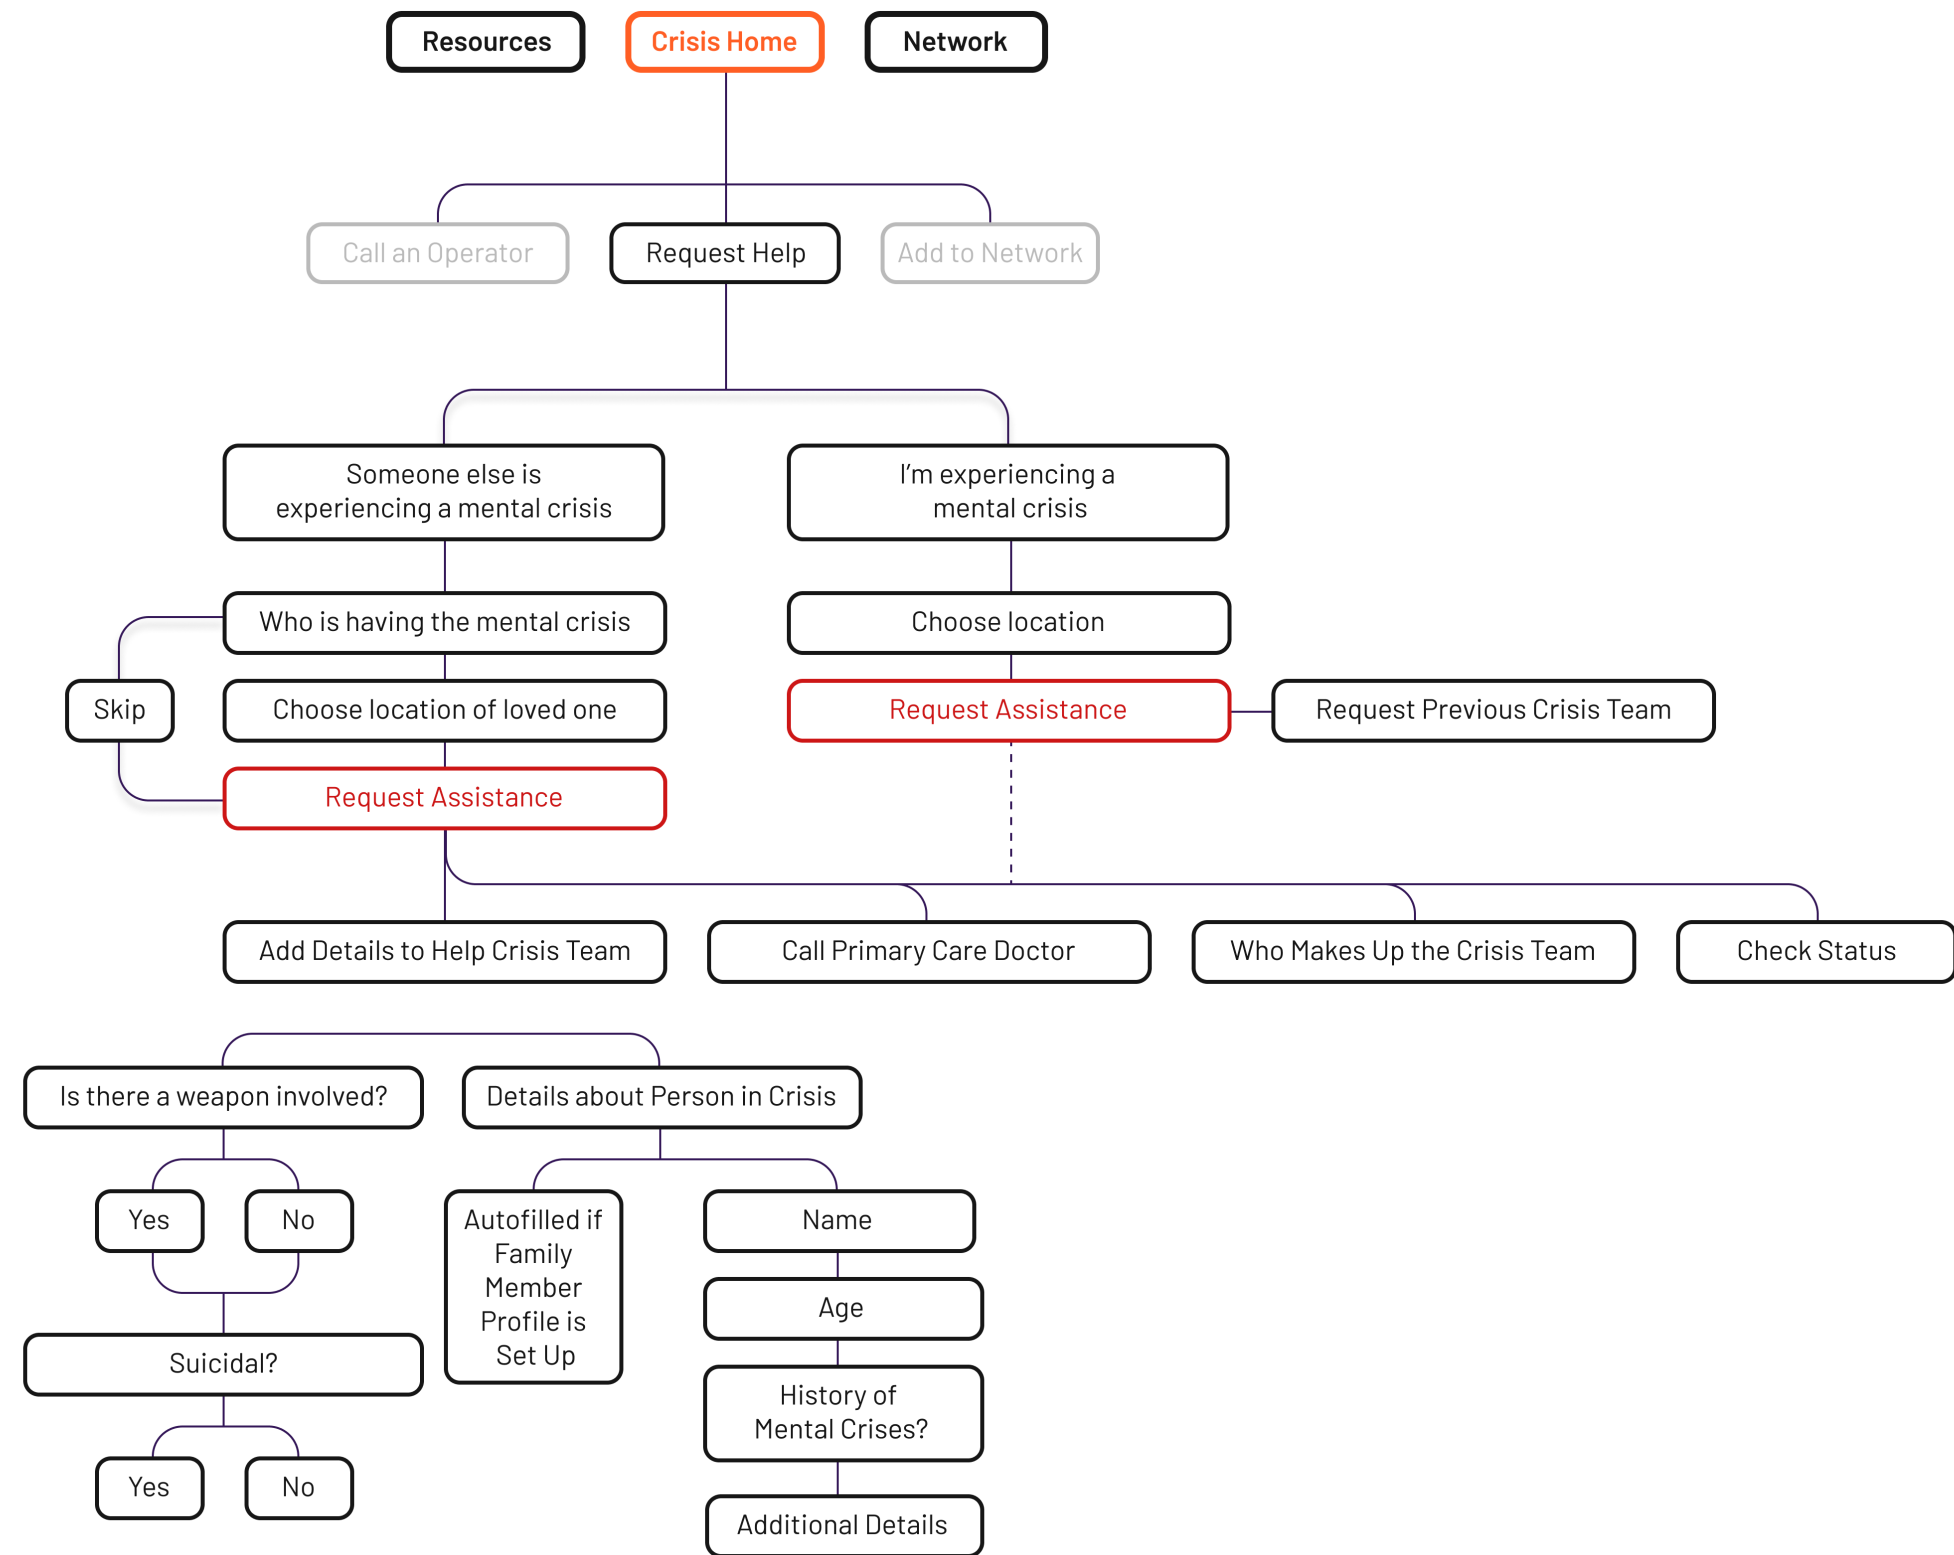 Resources
Crisis Home
Network
Call an Operator
Request Help
Add to Network
Someone else is
experiencing a mental crisis
I'm experiencing a
mental crisis
Who is having the mental crisis
Choose location
Skip
Choose location of loved one
Request Assistance
Request Previous Crisis Team
Request Assistance
Add Details to Help Crisis Team
Call Primary Care Doctor
Who Makes Up the Crisis Team
Check Status
Is there a weapon involved?
Details about Person in Crisis
Yes
No
Autofilled if
Family
Member
Profile is
Set Up
Name
Age
Suicidal?
History of
Mental Crises?
Yes
No
Additional Details